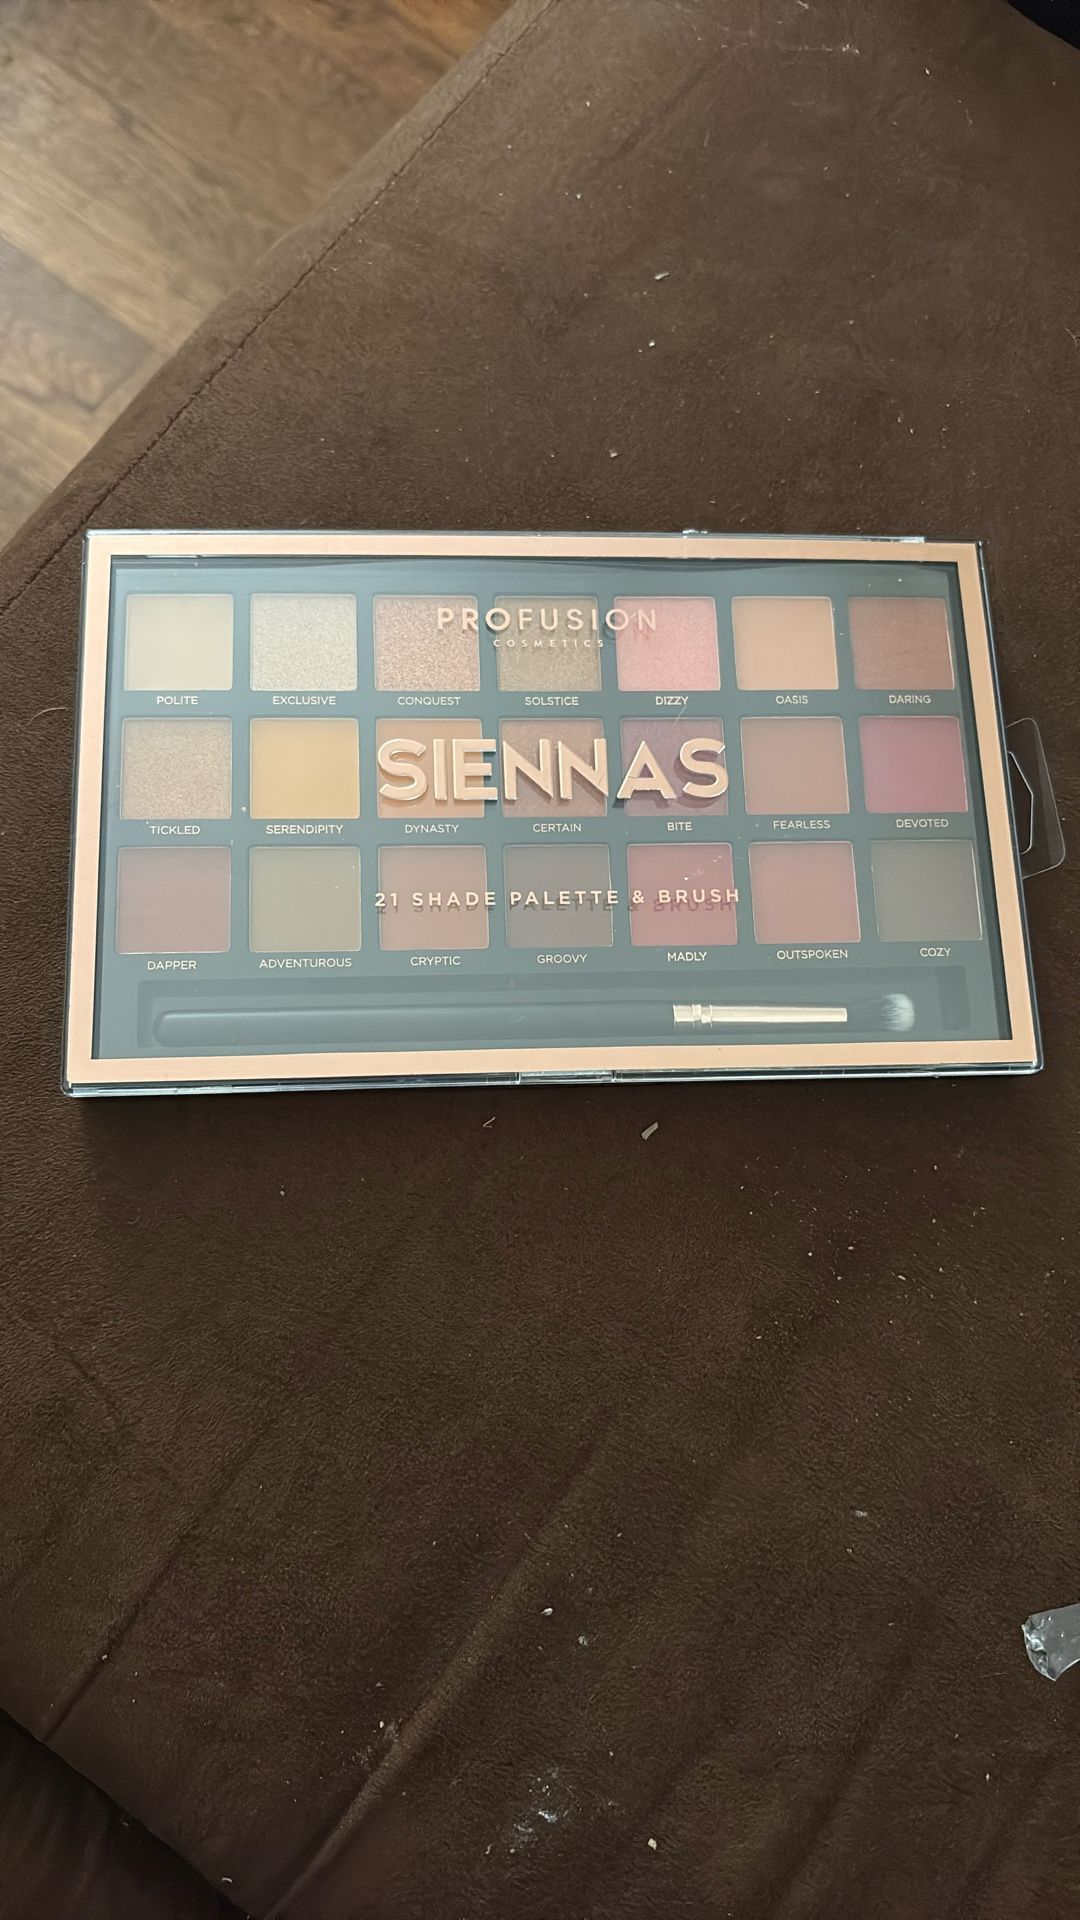 PROFUSION
COSMETICS
POLITE EXCLUSIVE CONQUEST SOLSTICE DIZZY OASIS DARING
SIENNAS
TICKLED SERENDIPITY DYNASTY CERTAIN BITE FEARLESS DEVOTED
21 SHADE PALETTE & BRUSH
DAPPER ADVENTUROUS CRYPTIC GROOVY MADLY OUTSPOKEN COZY